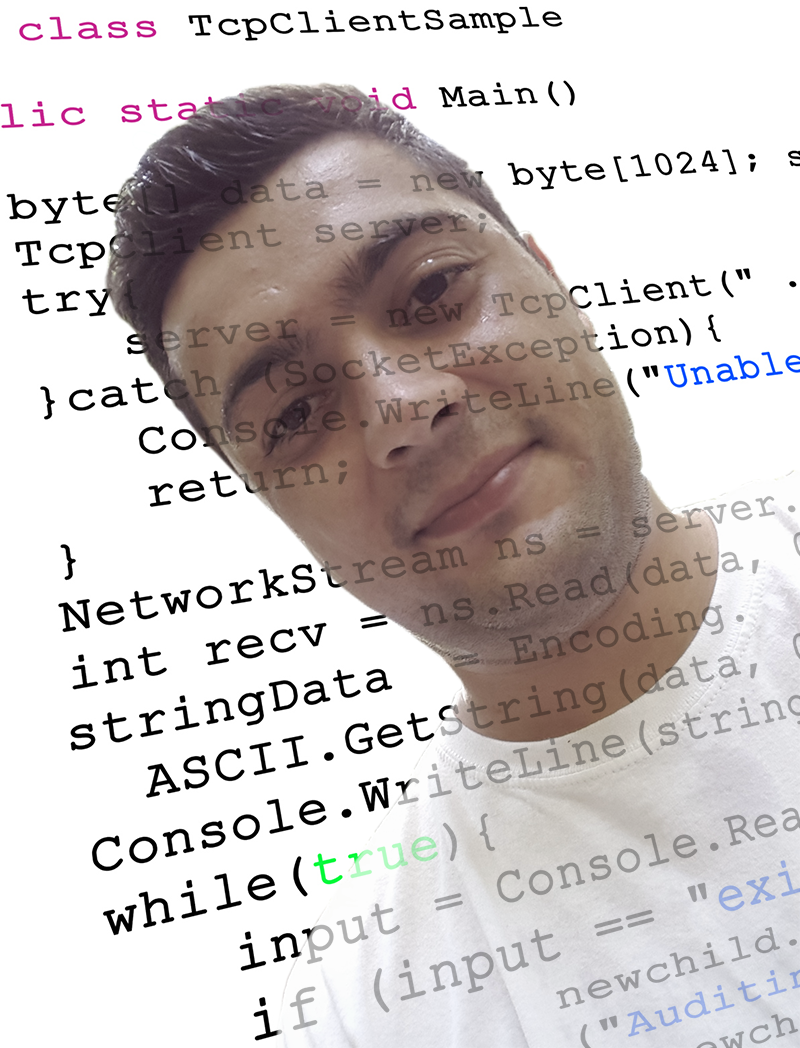 class TcpClientSample
lic static void Main()
byte[] data = new byte[1024]; s
TcpClient server;
try{
server = new TcpClient(" .
}catch (SocketException){
Console.WriteLine("Unable
return;
}
NetworkStream ns = server.
int recv = ns.Read(data,
stringData = Encoding.
ASCII.GetString(data,
Console.WriteLine(string
while(true){
input = Console.Rea
if (input == "exi
newchild.
("Auditin
newch